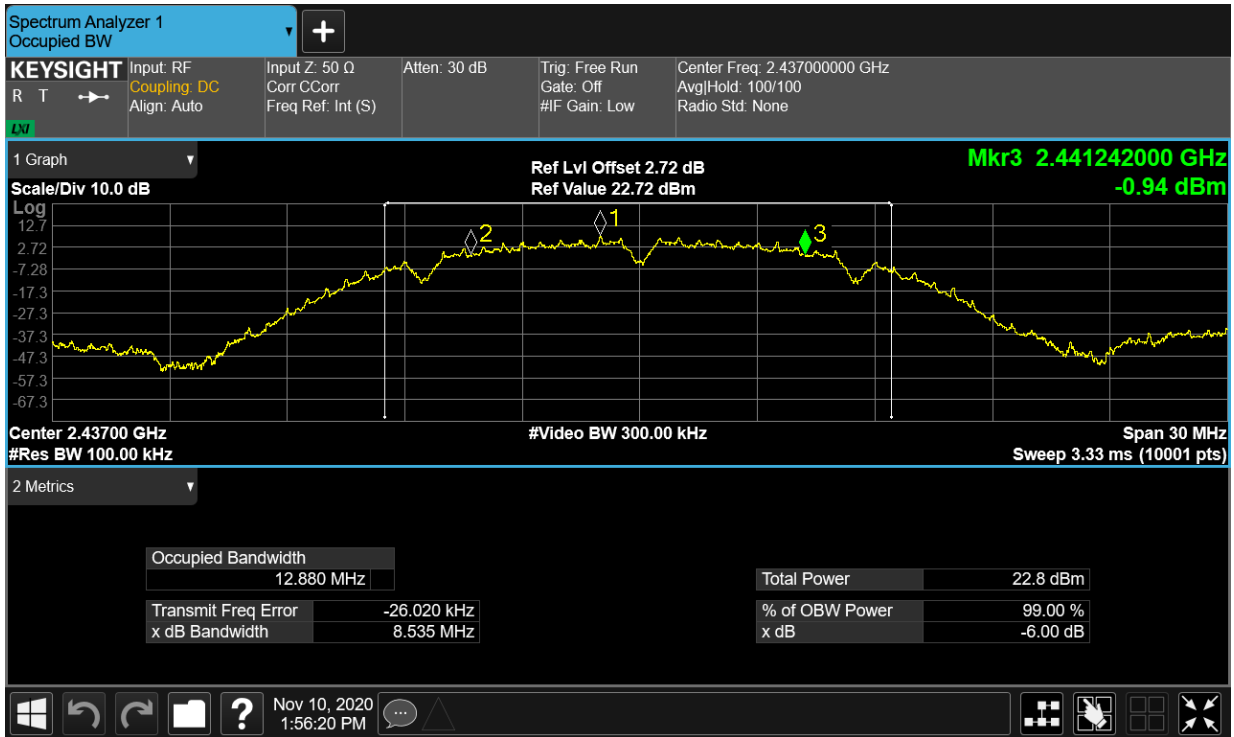 Spectrum Analyzer 1
Occupied BW
KEYSIGHT
R T
LXI
Input: RF
Coupling: DC
Align: Auto
Input Z: 50 Ω
Corr CCorr
Freq Ref: Int (S)
Atten: 30 dB
Trig: Free Run
Gate: Off
#IF Gain: Low
Center Freq: 2.437000000 GHz
Avg|Hold: 100/100
Radio Std: None
1 Graph
Scale/Div 10.0 dB
Ref Lvl Offset 2.72 dB
Ref Value 22.72 dBm
Mkr3 2.441242000 GHz
-0.94 dBm
Log
12.7
2.72
-7.28
-17.3
-27.3
-37.3
-47.3
-57.3
-67.3
2
1
3
Center 2.43700 GHz
#Video BW 300.00 kHz
Span 30 MHz
#Res BW 100.00 kHz
Sweep 3.33 ms (10001 pts)
2 Metrics
Occupied Bandwidth
12.880 MHz
Transmit Freq Error -26.020 kHz
x dB Bandwidth 8.535 MHz
Total Power 22.8 dBm
% of OBW Power 99.00 %
x dB -6.00 dB
?
Nov 10, 2020
1:56:20 PM